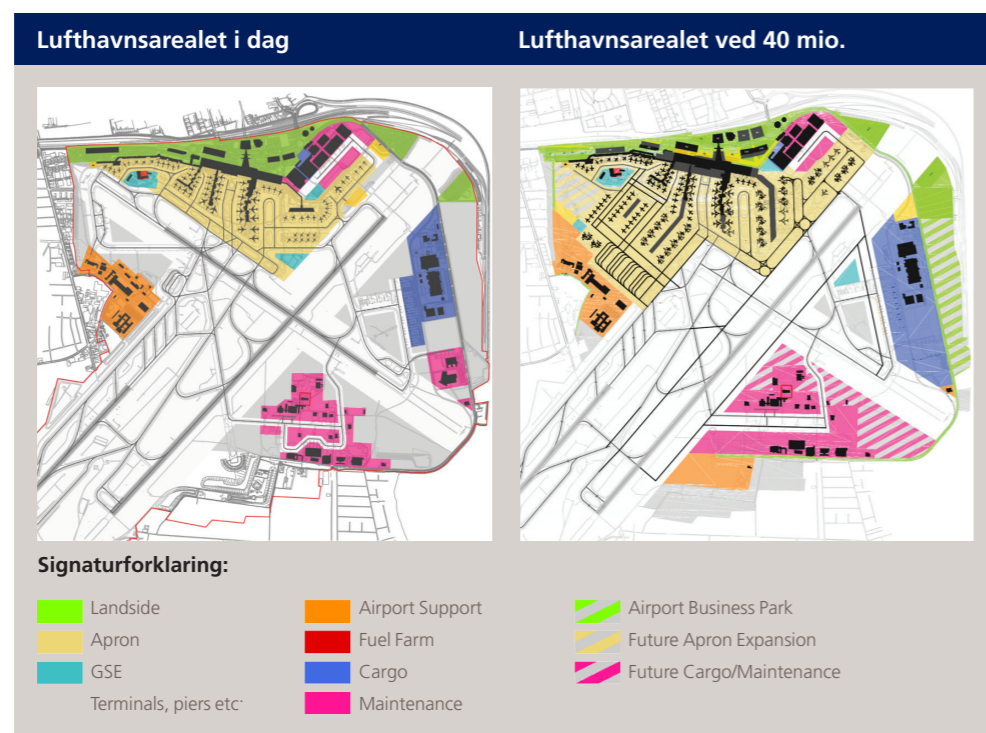 Lufthavnsarealet i dag
Lufthavnsarealet ved 40 mio.
Signaturforklaring:
Landside
Apron
GSE
Terminals, piers etc.
Airport Support
Fuel Farm
Cargo
Maintenance
Airport Business Park
Future Apron Expansion
Future Cargo/Maintenance